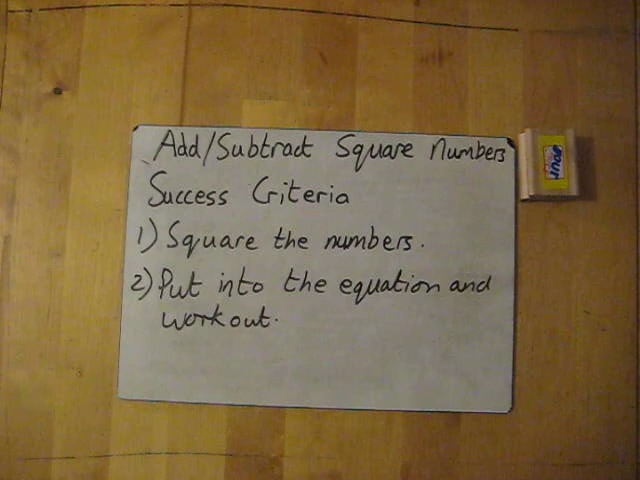 Add/Subtract Square Numbers
Success Criteria
1) Square the numbers.
2) Put into the equation and
work out.